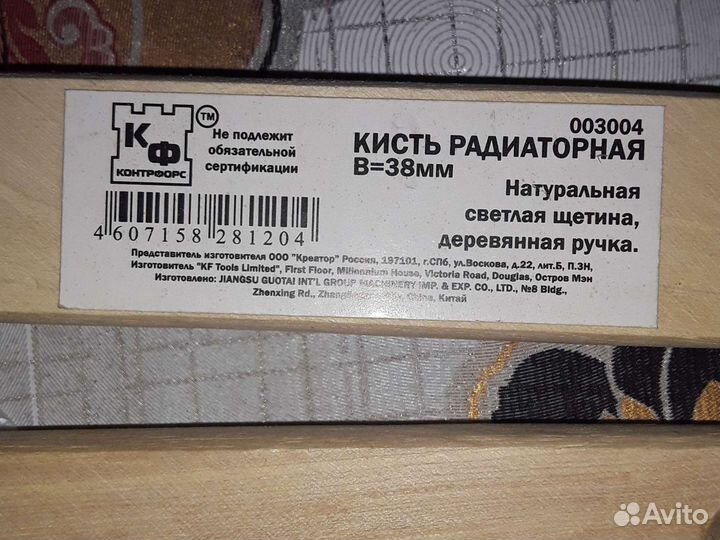 КФ
КОНТРФОРС
TM
Не подлежит
обязательной
сертификации
003004
КИСТЬ РАДИАТОРНАЯ
В=38мм
Натуральная
светлая щетина,
деревянная ручка.
4 607158 281204
Представитель изготовителя ООО "Креатор" Россия, 197101, г.СПб, ул.Воскова, д.22, лит.Б, П.3Н,
Изготовитель "KF Tools Limited", First Floor, Millennium House, Victoria Road, Douglas, Остров Мэн
Изготовлено: JIANGSU GUOTAI INT'L GROUP MACHINERY IMP. & EXP. CO., LTD., №8 Bldg.,
Zhenxing Rd., China, Китай
Avito